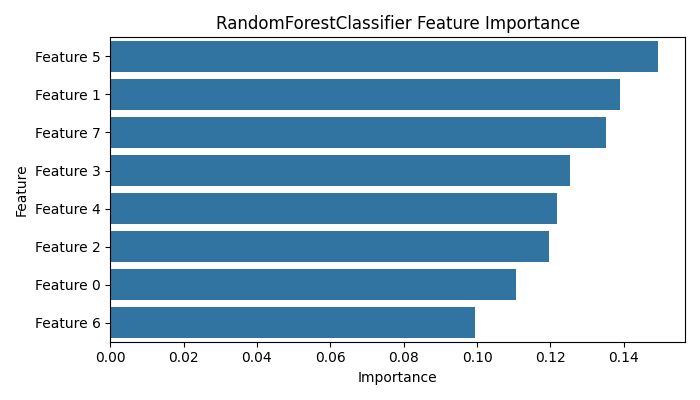 RandomForestClassifier Feature Importance
Feature 5
Feature 1
Feature 7
Feature 3
Feature 4
Feature 2
Feature 0
Feature 6
Feature
0.00 0.02 0.04 0.06 0.08 0.10 0.12 0.14
Importance